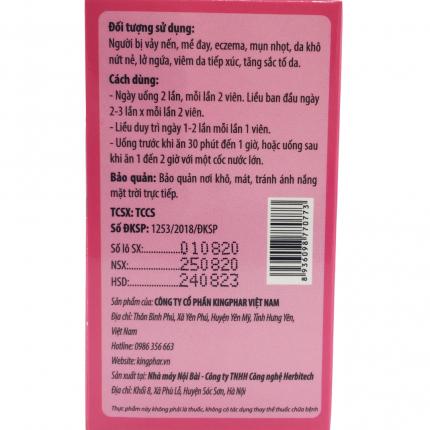 Đối tượng sử dụng:
Người bị vảy nến, mề đay, eczema, mụn nhọt, da khô
nứt nẻ, lở ngứa, viêm da tiếp xúc, tăng sắc tố da.
Cách dùng:
- Ngày uống 2 lần, mỗi lần 2 viên. Liều ban đầu ngày
2-3 lần x mỗi lần 2 viên.
- Liều duy trì ngày 1-2 lần mỗi lần 1 viên.
- Uống trước khi ăn 30 phút đến 1 giờ, hoặc uống sau
khi ăn 1 đến 2 giờ với một cốc nước lớn.
Bảo quản: Bảo quản nơi khô, mát, tránh ánh nắng
mặt trời trực tiếp.
TCSX: TCCS
Số ĐKSP: 1253/2018/ĐKSP
Số lô SX:............010820
NSX:............250820
HSD:............240823
8 936098 770773
Sản phẩm của: CÔNG TY CỔ PHẦN KINGPHAR VIỆT NAM
Địa chỉ: Thôn Bình Phú, Xã Yên Phú, Huyện Yên Mỹ, Tỉnh Hưng Yên,
Việt Nam
Hotline: 0986 356 663
Website: kingphar.vn
Sản xuất tại: Nhà máy Nội Bài - Công ty TNHH Công nghệ Herbitech
Địa chỉ: Khối 8, Xã Phù Lỗ, Huyện Sóc Sơn, Hà Nội
Thực phẩm này không phải là thuốc, không có tác dụng thay thế thuốc chữa bệnh